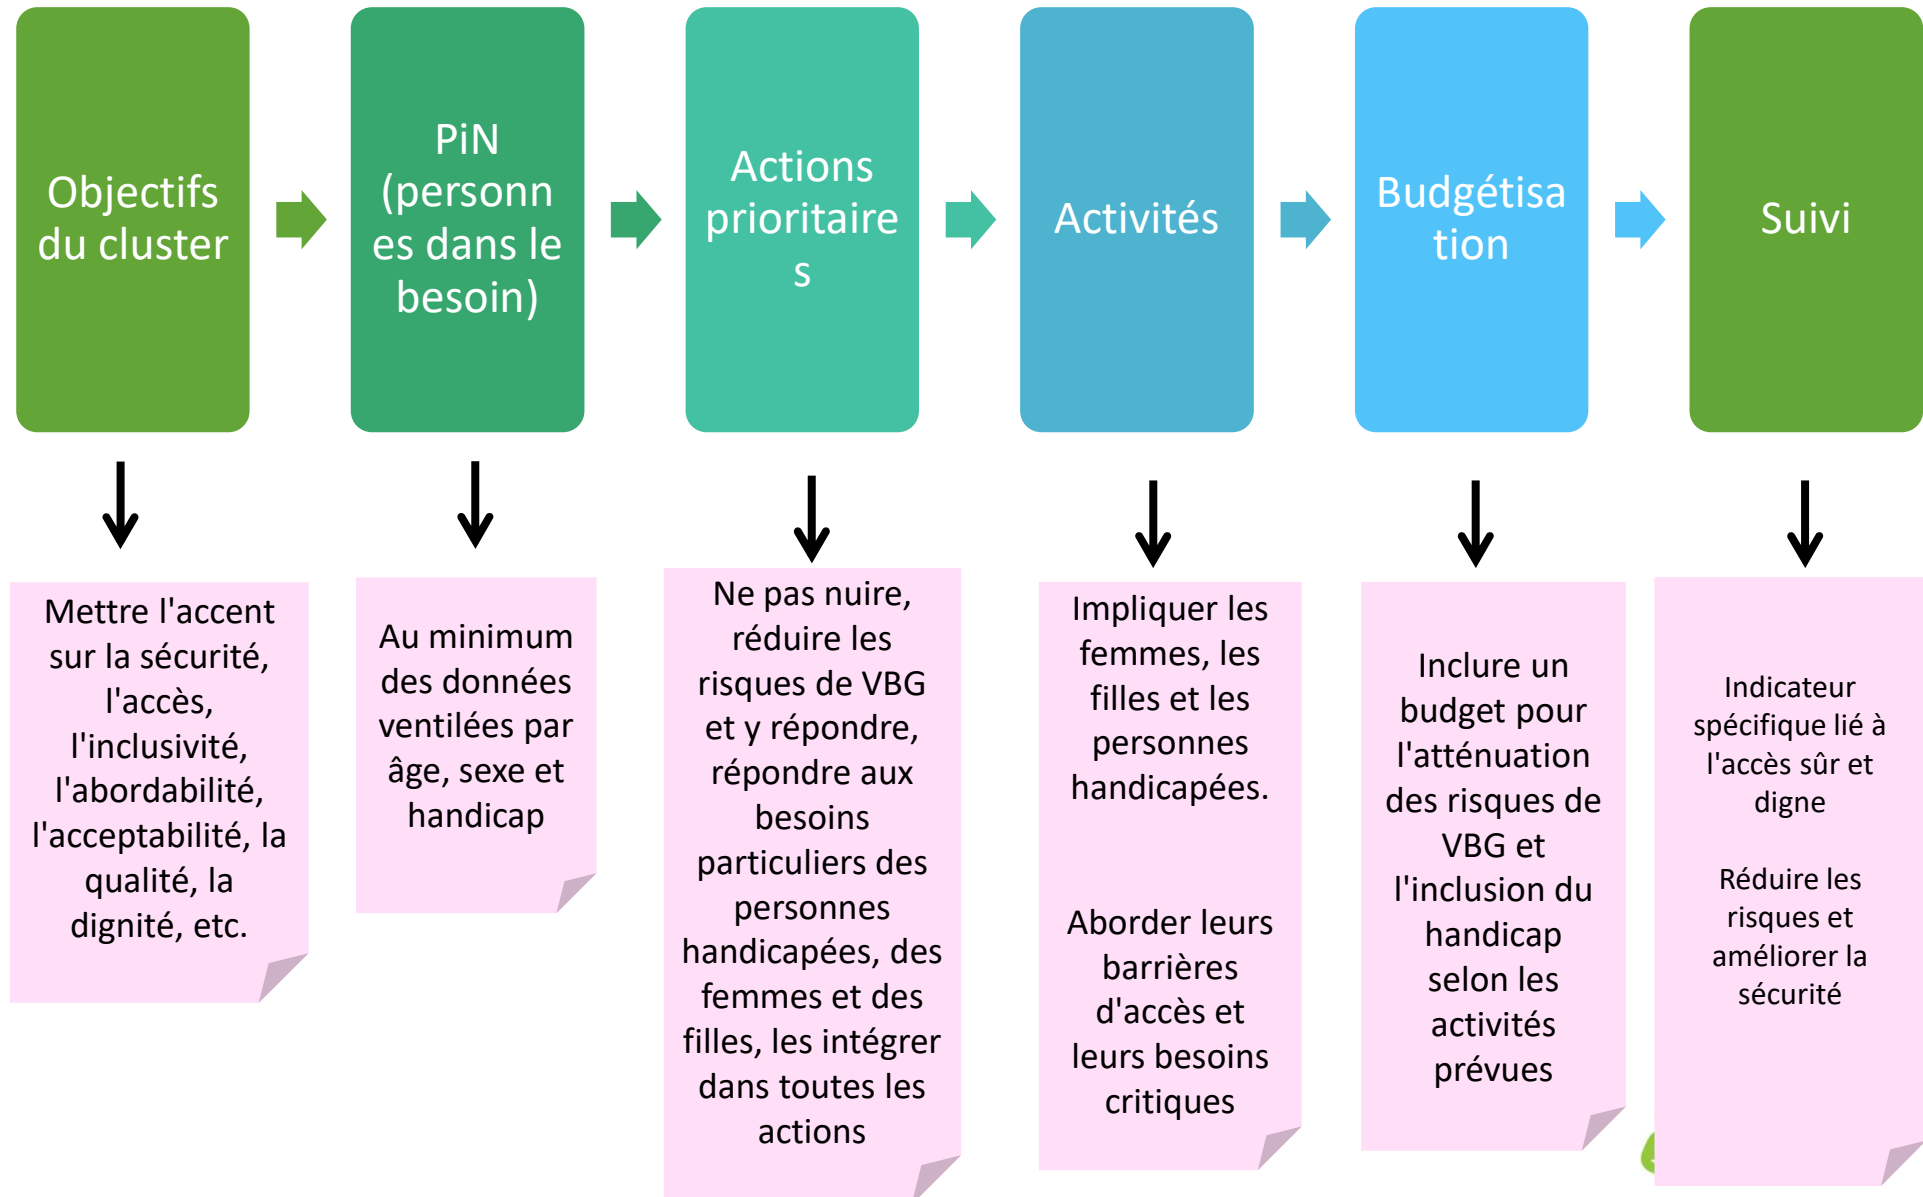 Objectifs
du cluster
PiN
(personn
es dans le
besoin)
Actions
prioritaire
s
Activités
Budgétisa
tion
Suivi
Mettre l'accent
sur la sécurité,
l'accès,
l'inclusivité,
l'abordabilité,
l'acceptabilité, la
qualité, la
dignité, etc.
Au minimum
des données
ventilées par
âge, sexe et
handicap
Ne pas nuire,
réduire les
risques de VBG
et y répondre,
répondre aux
besoins
particuliers des
personnes
handicapées, des
femmes et des
filles, les intégrer
dans toutes les
actions
Impliquer les
femmes, les
filles et les
personnes
handicapées.
Aborder leurs
barrières
d'accès et
leurs besoins
critiques
Inclure un
budget pour
l'atténuation
des risques de
VBG et
l'inclusion du
handicap
selon les
activités
prévues
Indicateur
spécifique lié à
l'accès sûr et
digne
Réduire les
risques et
améliorer la
sécurité